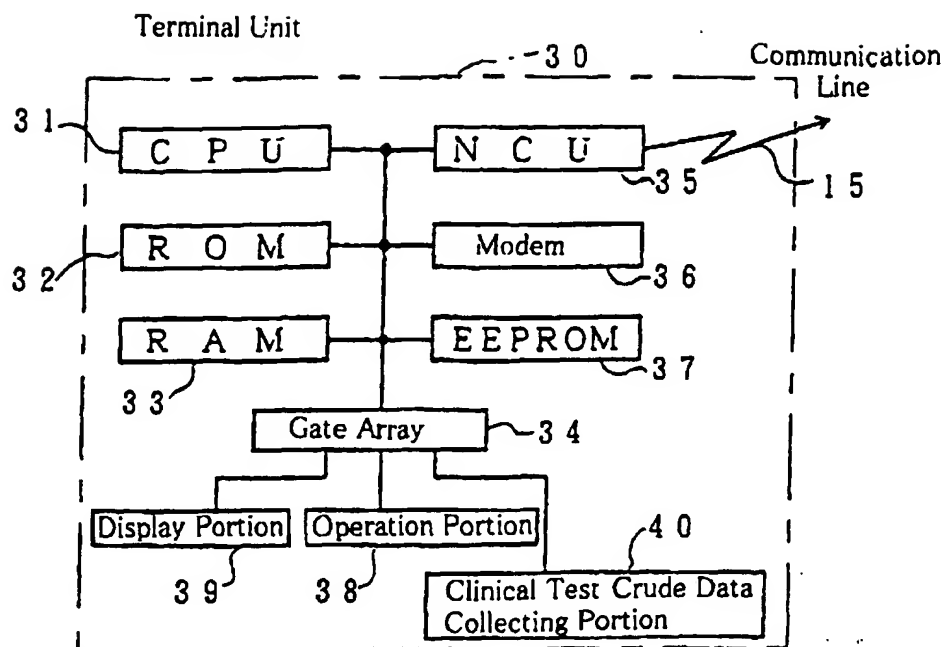 Terminal Unit
30
Communication
Line
31
CPU
NCU
35
15
32
ROM
Modem
36
RAM
EEPROM
33
37
Gate Array
34
Display Portion
Operation Portion
39
38
40
Clinical Test Crude Data
Collecting Portion